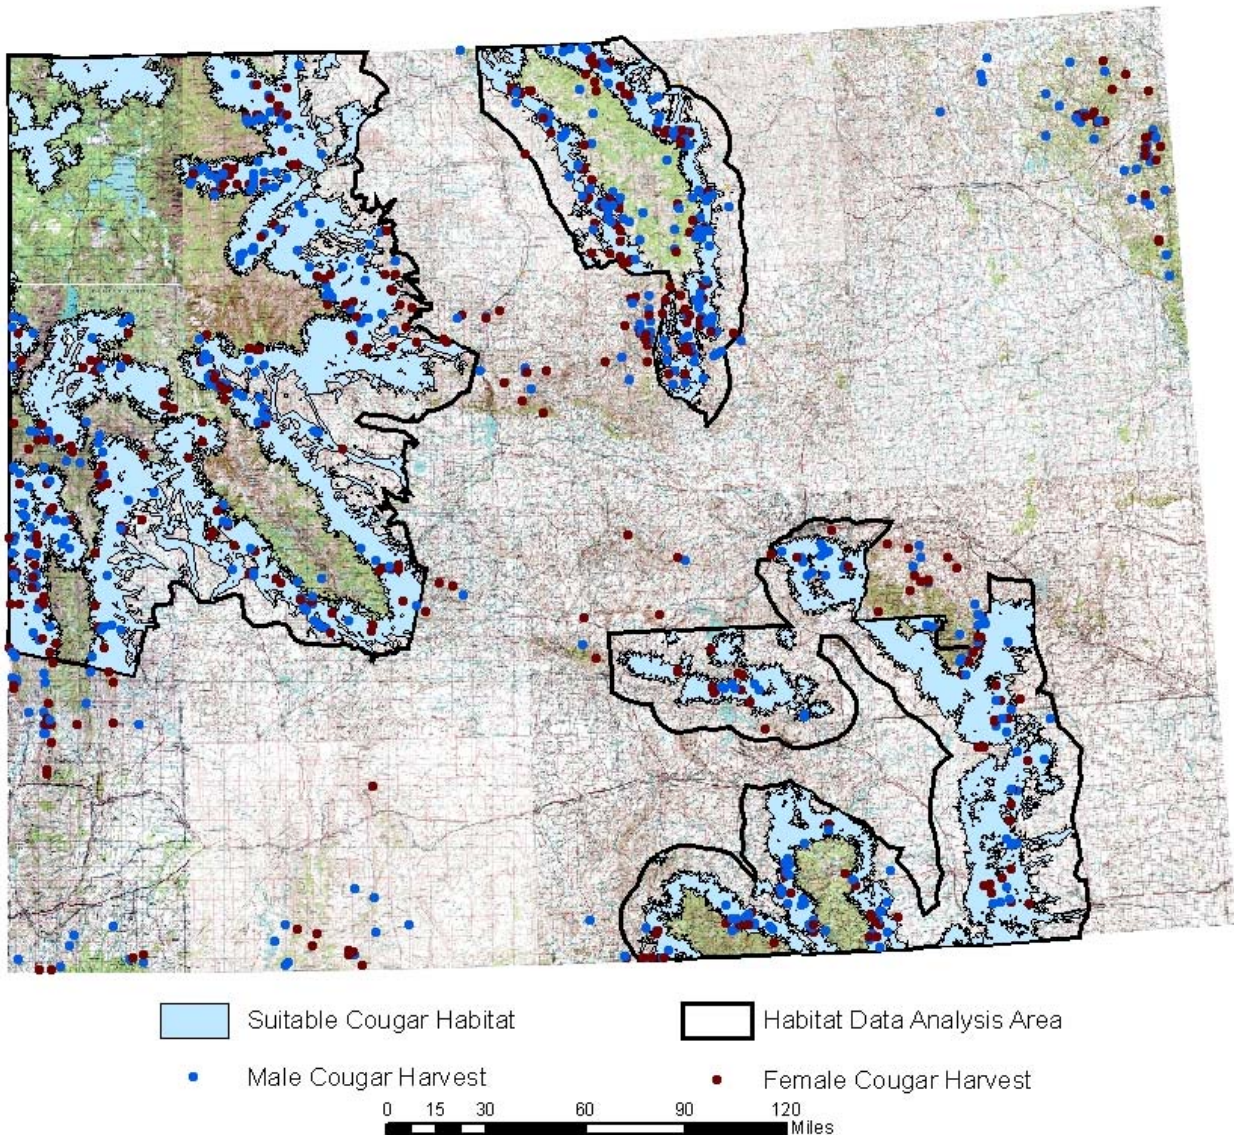 Suitable Cougar Habitat
Habitat Data Analysis Area
Male Cougar Harvest
Female Cougar Harvest
0 15 30 60 90 120
Miles